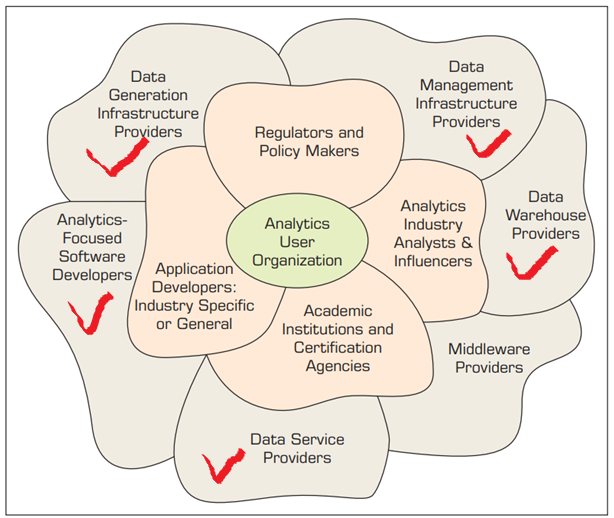 Data
Generation
Infrastructure
Providers
Data
Management
Infrastructure
Providers
Regulators and
Policy Makers
Analytics-
Focused
Software
Developers
Analytics
User
Organization
Analytics
Industry
Analysts &
Influencers
Data
Warehouse
Providers
Application
Developers:
Industry Specific
or General
Academic
Institutions and
Certification
Agencies
Middleware
Providers
Data Service
Providers